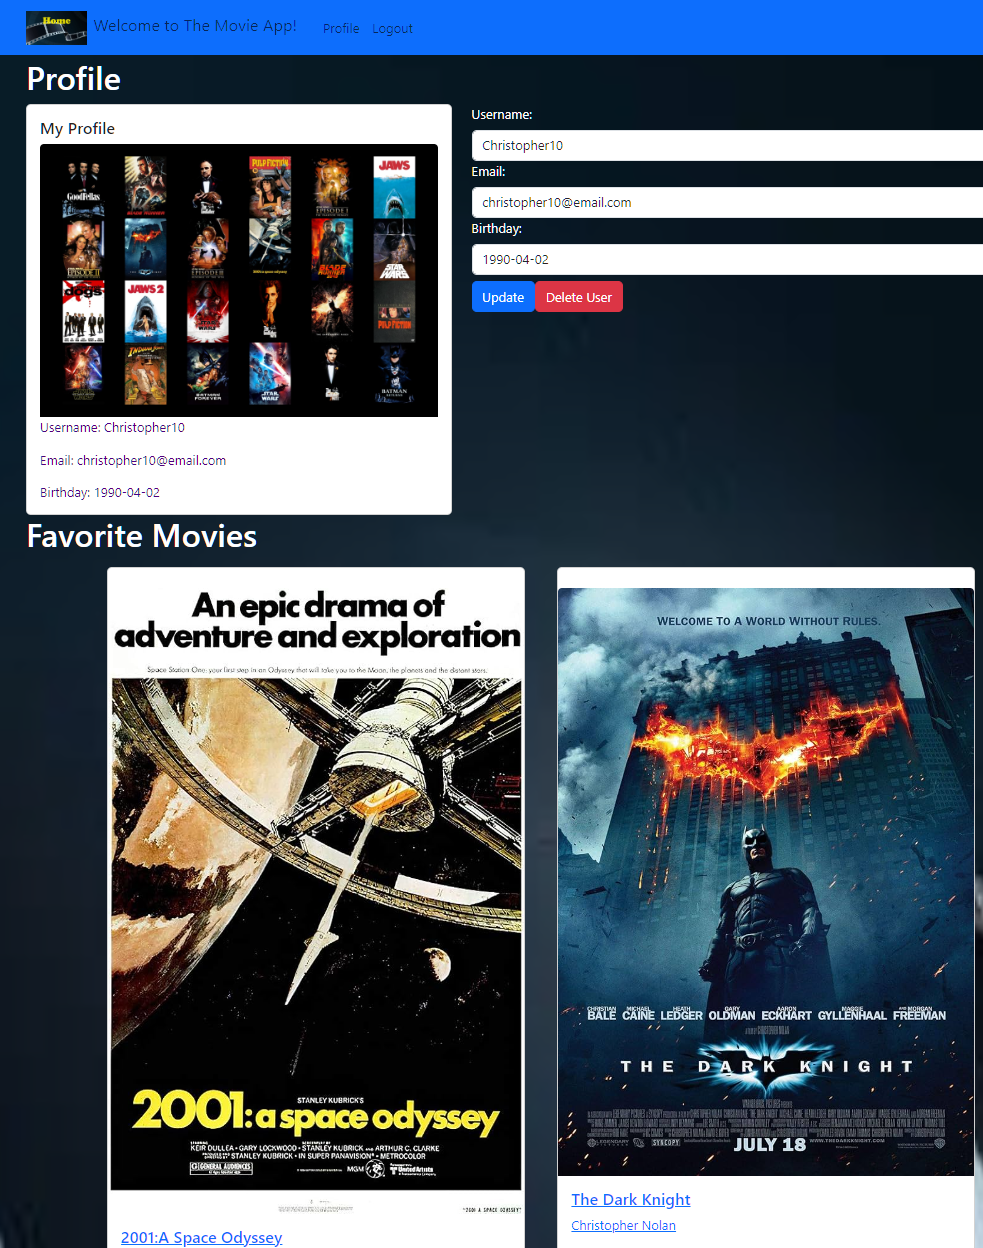 Home
Welcome to The Movie App!
Profile
Logout
Profile
My Profile
GoodFellas
PULP FICTION
JAWS
EPISODE I
EPISODE II
EPISODE III
BLADE RUNNER
STAR WARS
dogs
JAWS 2
PULP FICTION
INDIANA JONES
BATMAN FOREVER
STAR WARS
BATMAN
Username: Christopher10
Email: christopher10@email.com
Birthday: 1990-04-02
Username:
Christopher10
Email:
christopher10@email.com
Birthday:
1990-04-02
Update
Delete User
Favorite Movies
An epic drama of
adventure and exploration
Space Station One: your first step in an Odyssey that will take you to the Moon, the planets and the distant stars.
STANLEY KUBRICK'S
2001: a space odyssey
STARRING
KEIR DULLEA • GARY LOCKWOOD • SCREENPLAY BY STANLEY KUBRICK AND ARTHUR C. CLARKE
STANLEY KUBRICK • IN SUPER PANAVISION • METROCOLOR
G GENERAL AUDIENCES
MGM
United Artists
"2001 A SPACE ODYSSEY"
2001:A Space Odyssey
WELCOME TO A WORLD WITHOUT RULES.
CHRISTIAN BALE MICHAEL CAINE HEATH LEDGER GARY OLDMAN AARON ECKHART MAGGIE GYLLENHAAL AND MORGAN FREEMAN
THE DARK KNIGHT
SYNCOPY
JULY 18
The Dark Knight
Christopher Nolan